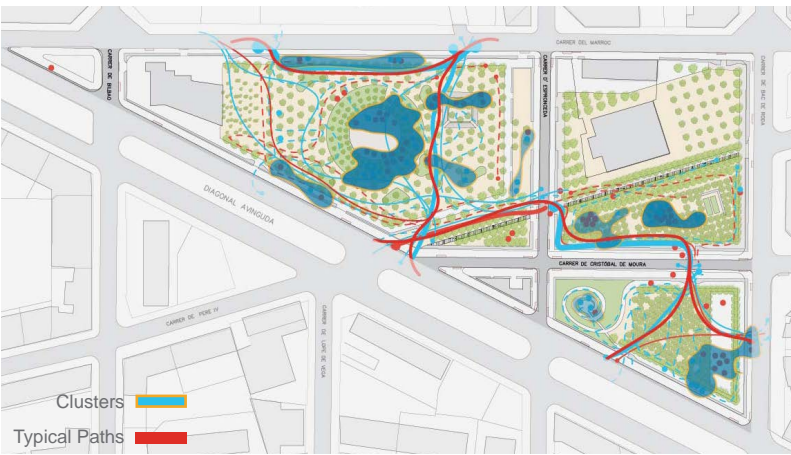 CARRER DEL MARROC
CARRER DE BILBAO
CARRER D' ESPRONCEDA
CARRER DE BAC DE RODA
DIAGONAL AVINGUDA
CARRER DE CRISTÓBAL DE MOURA
CARRER DE PERE IV
CARRER DE LOPE DE VEGA
Clusters
Typical Paths